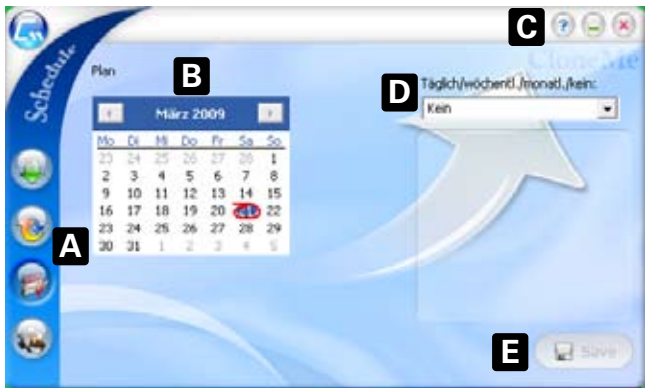 C
?
CloneMe
Schedule
Plan
B
D
Täglich/wöchentl./monatl./kein:
Kein
März 2009
Mo Di Mi Do Fr Sa So
23 24 25 26 27 28 1
2 3 4 5 6 7 8
9 10 11 12 13 14 15
16 17 18 19 20 21 22
23 24 25 26 27 28 29
30 31 1 2 3 4 5
A
E
Save